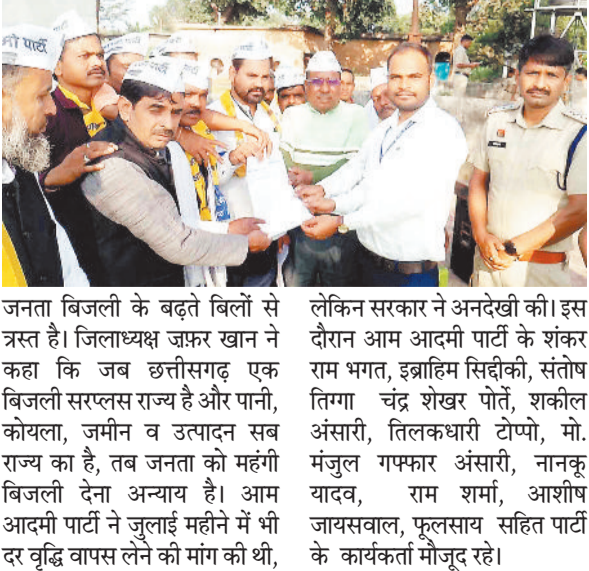 पार्टी
जनता बिजली के बढ़ते बिलों से
त्रस्त है। जिलाध्यक्ष जफ़र खान ने
कहा कि जब छत्तीसगढ़ एक
बिजली सरप्लस राज्य है और पानी,
कोयला, जमीन व उत्पादन सब
राज्य का है, तब जनता को महंगी
बिजली देना अन्याय है। आम
आदमी पार्टी ने जुलाई महीने में भी
दर वृद्धि वापस लेने की मांग की थी,
लेकिन सरकार ने अनदेखी की। इस
दौरान आम आदमी पार्टी के शंकर
राम भगत, इब्राहिम सिद्दीकी, संतोष
तिग्गा चंद्र शेखर पोर्ते, शकील
अंसारी, तिलकधारी टोप्पो, मो.
मंजुल गफ्फार अंसारी, नानकू
यादव, राम शर्मा, आशीष
जायसवाल, फूलसाय सहित पार्टी
के कार्यकर्ता मौजूद रहे।